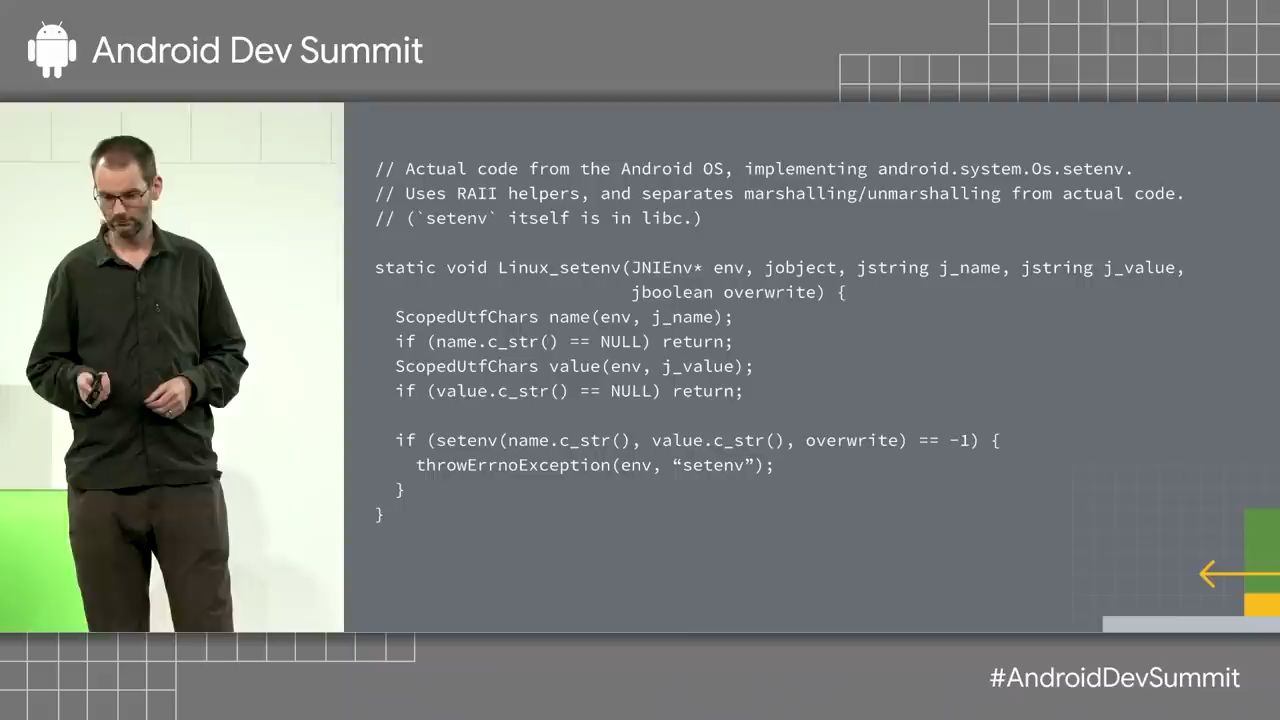 Android Dev Summit
// Actual code from the Android OS, implementing android.system.Os.setenv.
// Uses RAII helpers, and separates marshalling/unmarshalling from actual code.
// (`setenv` itself is in libc.)
static void Linux_setenv(JNIEnv* env, jobject, jstring j_name, jstring j_value,
jboolean overwrite) {
ScopedUtfChars name(env, j_name);
if (name.c_str() == NULL) return;
ScopedUtfChars value(env, j_value);
if (value.c_str() == NULL) return;
if (setenv(name.c_str(), value.c_str(), overwrite) == -1) {
throwErrnoException(env, “setenv”);
}
}
#AndroidDevSummit